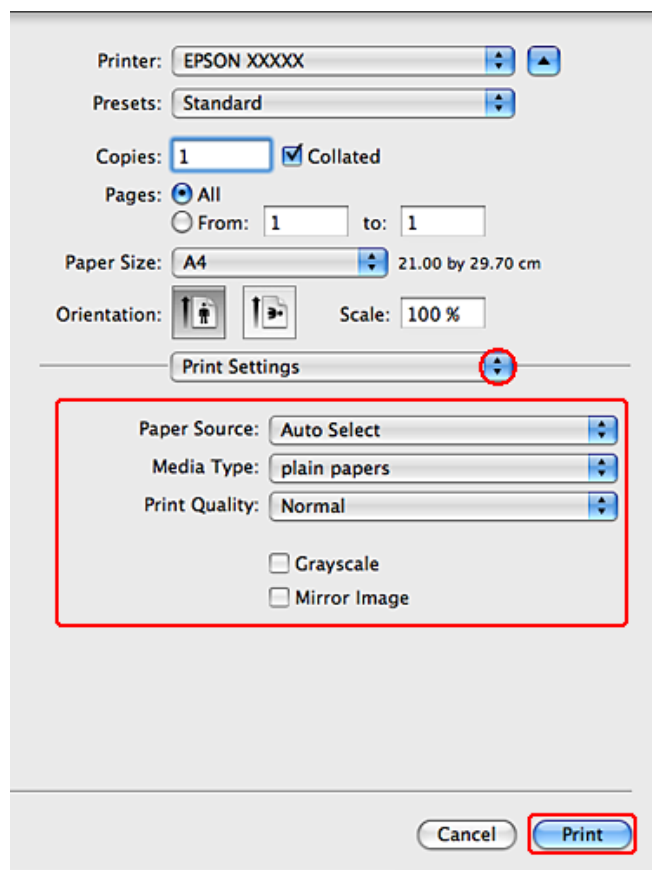 Printer: EPSON XXXXX
Presets: Standard
Copies: 1 Collated
Pages: All
From: 1 to: 1
Paper Size: A4 21.00 by 29.70 cm
Orientation: Scale: 100 %
Print Settings
Paper Source: Auto Select
Media Type: plain papers
Print Quality: Normal
Grayscale
Mirror Image
Cancel Print